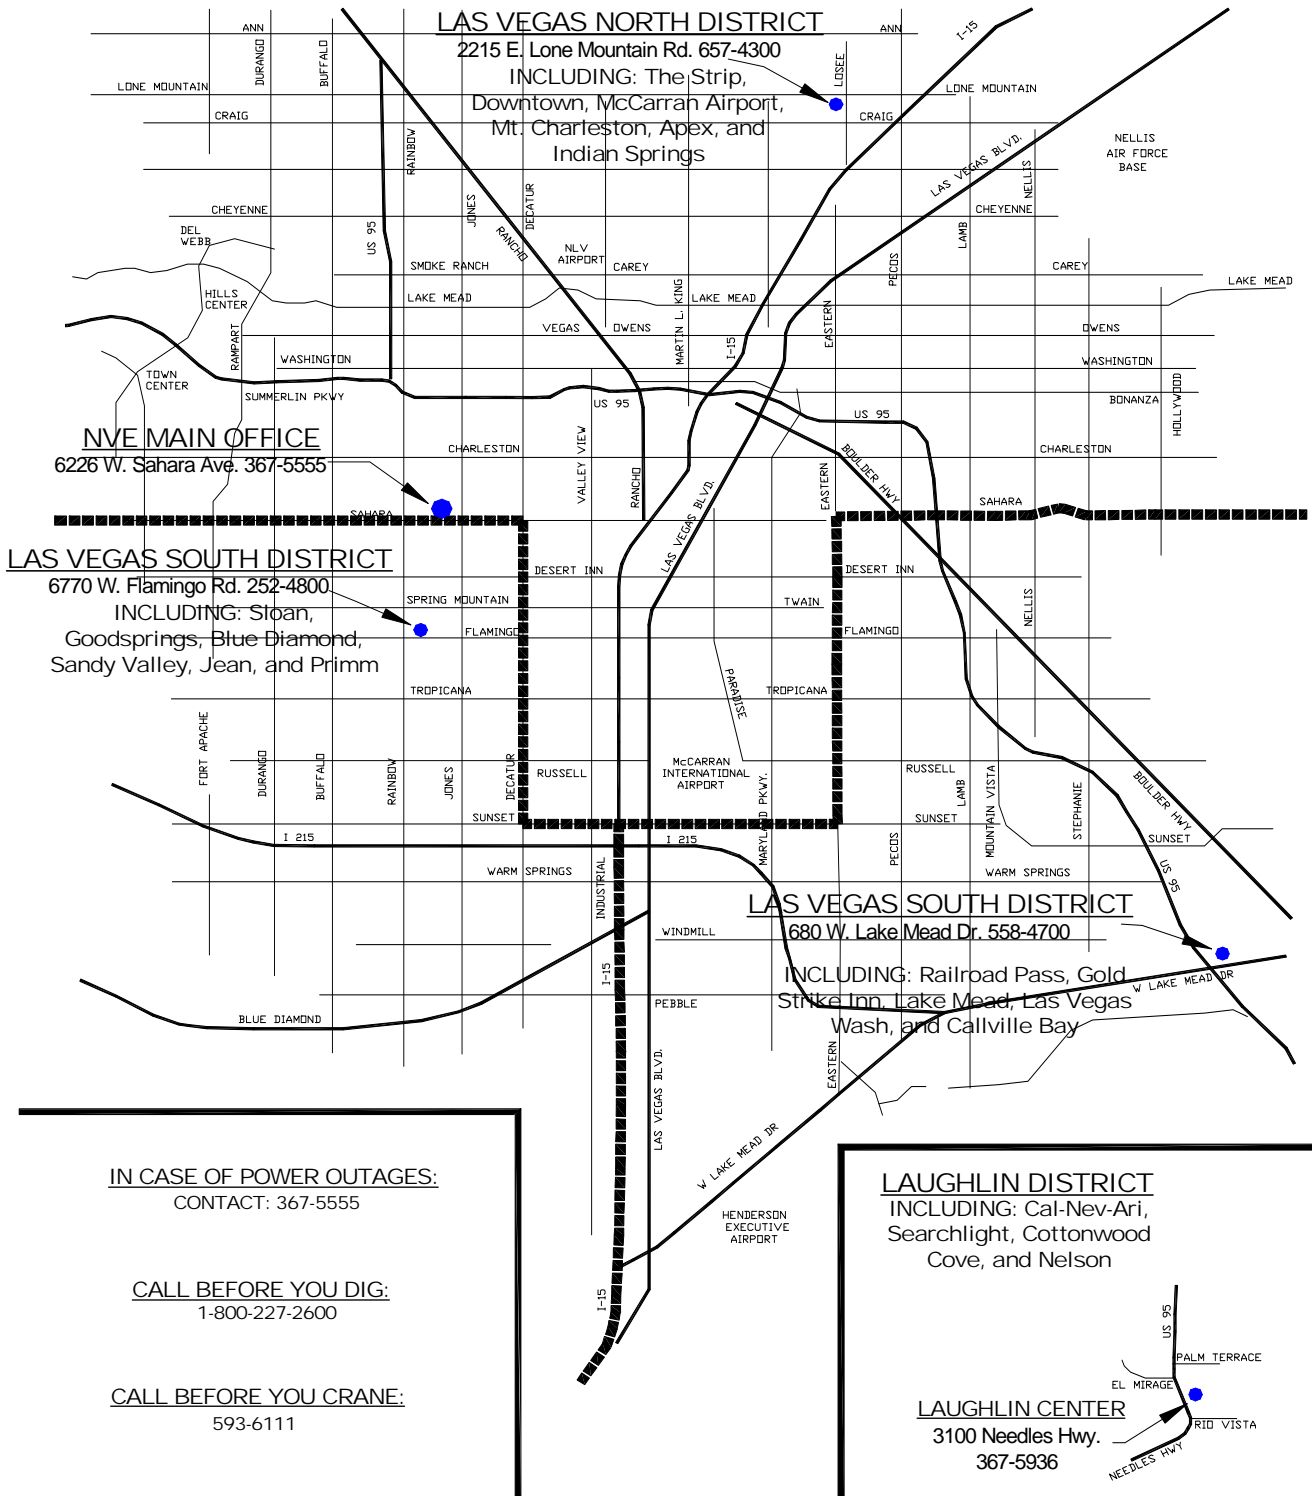 LAS VEGAS NORTH DISTRICT
2215 E. Lone Mountain Rd. 657-4300
INCLUDING: The Strip,
Downtown, McCarran Airport,
Mt. Charleston, Apex, and
Indian Springs
ANN
ANN
I-15
DURANGO
BUFFALO
LOSEE
LONE MOUNTAIN
LONE MOUNTAIN
CRAIG
CRAIG
RAINBOW
LAS VEGAS BLVD.
NELLIS
AIR FORCE
BASE
NELLIS
JONES
DECATUR
CHEYENNE
CHEYENNE
DEL
WEBB
US 95
RANCHO
LAMB
NLV
AIRPORT
SMOKE RANCH
CAREY
PECOS
CAREY
LAKE MEAD
HILLS
CENTER
LAKE MEAD
MARTIN L. KING
LAKE MEAD
EASTERN
VEGAS
OWENS
OWENS
RAMPART
WASHINGTON
I-15
WASHINGTON
TOWN
CENTER
SUMMERLIN PKWY
US 95
US 95
BONANZA
HOLLYWOOD
NVE MAIN OFFICE
6226 W. Sahara Ave. 367-5555
CHARLESTON
VALLEY VIEW
RANCHO
BOULDER HWY
CHARLESTON
EASTERN
SAHARA
LAS VEGAS BLVD.
SAHARA
LAS VEGAS SOUTH DISTRICT
6770 W. Flamingo Rd. 252-4800
INCLUDING: Sloan,
Goodsprings, Blue Diamond,
Sandy Valley, Jean, and Primm
DESERT INN
DESERT INN
SPRING MOUNTAIN
TWAIN
NELLIS
FLAMINGO
FLAMINGO
TROPICANA
PARADISE
TROPICANA
FORT APACHE
DURANGO
BUFFALO
RAINBOW
JONES
DECATUR
RUSSELL
McCARRAN
INTERNATIONAL
AIRPORT
MARYLAND PKWY.
RUSSELL
LAMB
MOUNTAIN VISTA
STEPHANIE
BOULDER HWY
SUNSET
SUNSET
SUNSET
I 215
I 215
PECOS
WARM SPRINGS
INDUSTRIAL
WARM SPRINGS
US 95
LAS VEGAS SOUTH DISTRICT
680 W. Lake Mead Dr. 558-4700
INCLUDING: Railroad Pass, Gold
Strike Inn, Lake Mead, Las Vegas
Wash, and Callville Bay
WINDMILL
I-15
W LAKE MEAD DR
PEBBLE
BLUE DIAMOND
LAS VEGAS BLVD.
EASTERN
W LAKE MEAD DR
HENDERSON
EXECUTIVE
AIRPORT
I-15
IN CASE OF POWER OUTAGES:
CONTACT: 367-5555
CALL BEFORE YOU DIG:
1-800-227-2600
CALL BEFORE YOU CRANE:
593-6111
LAUGHLIN DISTRICT
INCLUDING: Cal-Nev-Ari,
Searchlight, Cottonwood
Cove, and Nelson
US 95
PALM TERRACE
EL MIRAGE
LAUGHLIN CENTER
3100 Needles Hwy.
367-5936
RIO VISTA
NEEDLES HWY